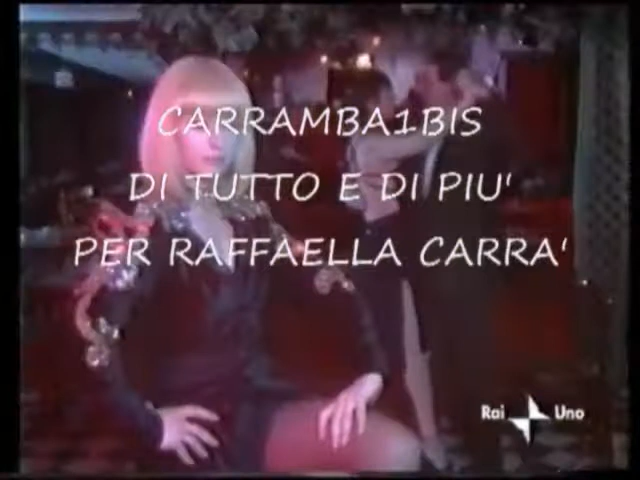 CARRAMBA1BIS
DI TUTTO E DI PIU'
PER RAFFAELLA CARRA'
Rai Uno